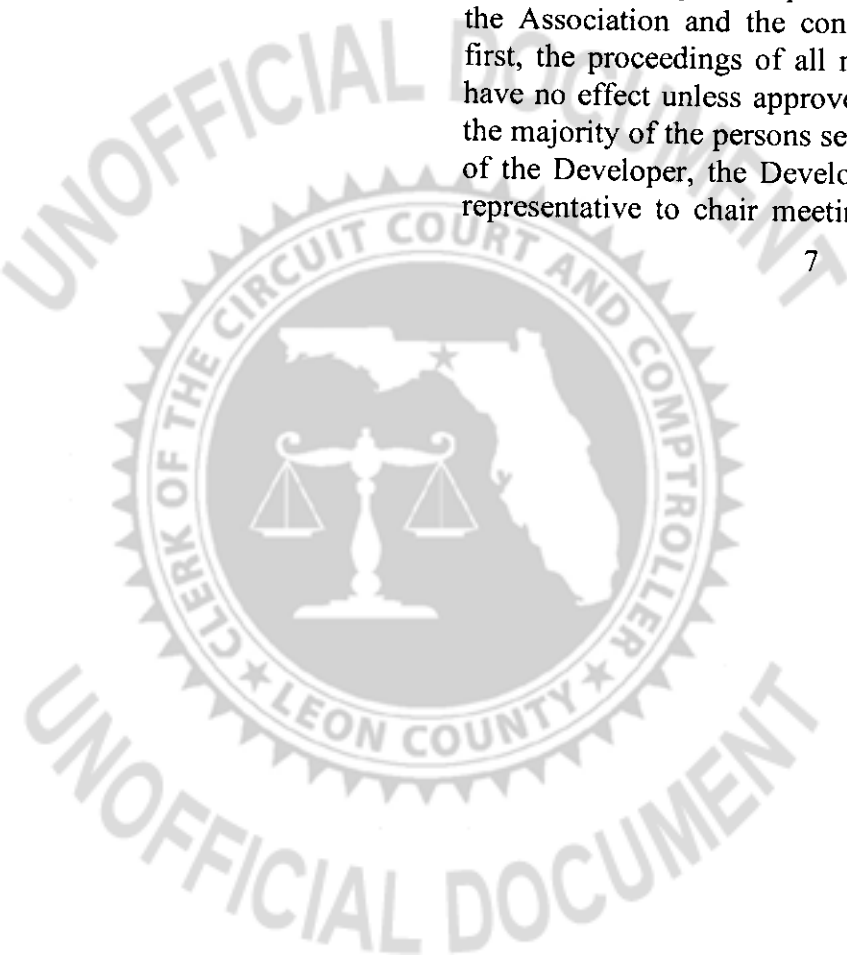 the Association and the con
first, the proceedings of all
have no effect unless approve
the majority of the persons se
of the Developer, the Develo
representative to chair meetin
7
UNOFFICIAL DOCUMENT
CLERK OF THE CIRCUIT COURT AND COMPTROLLER
LEON COUNTY
UNOFFICIAL DOCUMENT